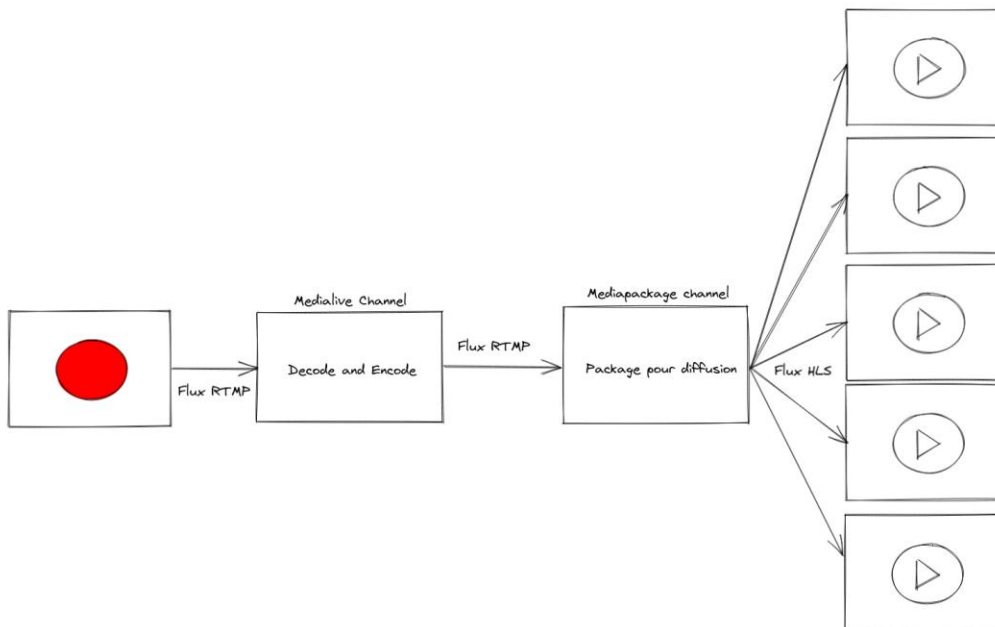 Medialive Channel
Decode and Encode
Flux RTMP
Flux RTMP
Mediapackage channel
Package pour diffusion
Flux HLS